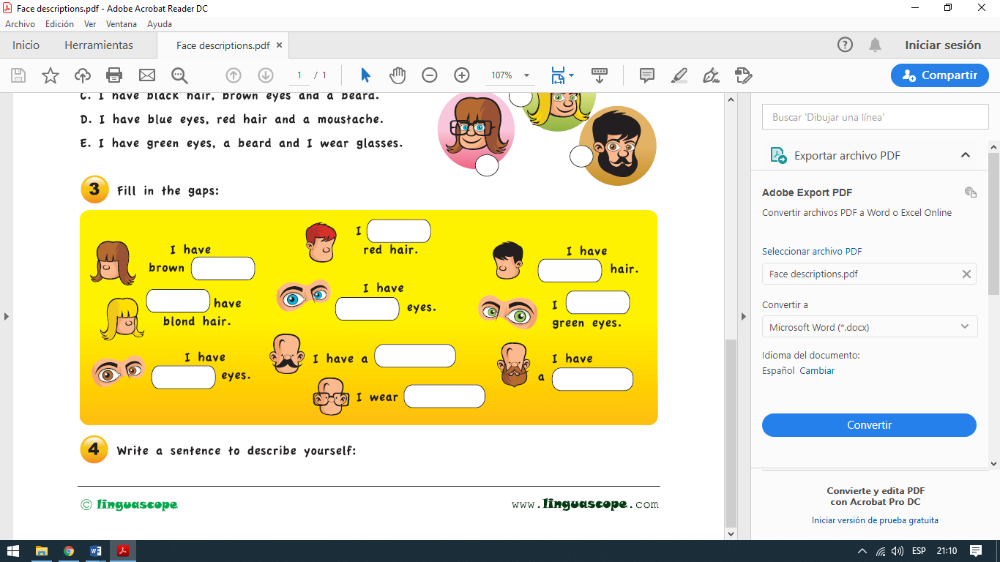 Face descriptions.pdf - Adobe Acrobat Reader DC
Archivo Edición Ver Ventana Ayuda
Inicio Herramientas Face descriptions.pdf × Iniciar sesión
1 / 1 107% Compartir
C. I have black hair, brown eyes and a beard.
D. I have blue eyes, red hair and a moustache.
E. I have green eyes, a beard and I wear glasses.
3 Fill in the gaps:
I have
brown
I
red hair.
I have
hair.
have
blond hair.
I have
eyes.
I
green eyes.
I have
eyes.
I have a
I have
a
I wear
4 Write a sentence to describe yourself:
© linguascope
www.linguascope.com
Buscar 'Dibujar una línea'
Exportar archivo PDF
Adobe Export PDF
Convertir archivos PDF a Word o Excel Online
Seleccionar archivo PDF
Face descriptions.pdf
Convertir a
Microsoft Word (*.docx)
Idioma del documento:
Español Cambiar
Convertir
Convierte y edita PDF
con Acrobat Pro DC
Iniciar versión de prueba gratuita
ESP 21:10